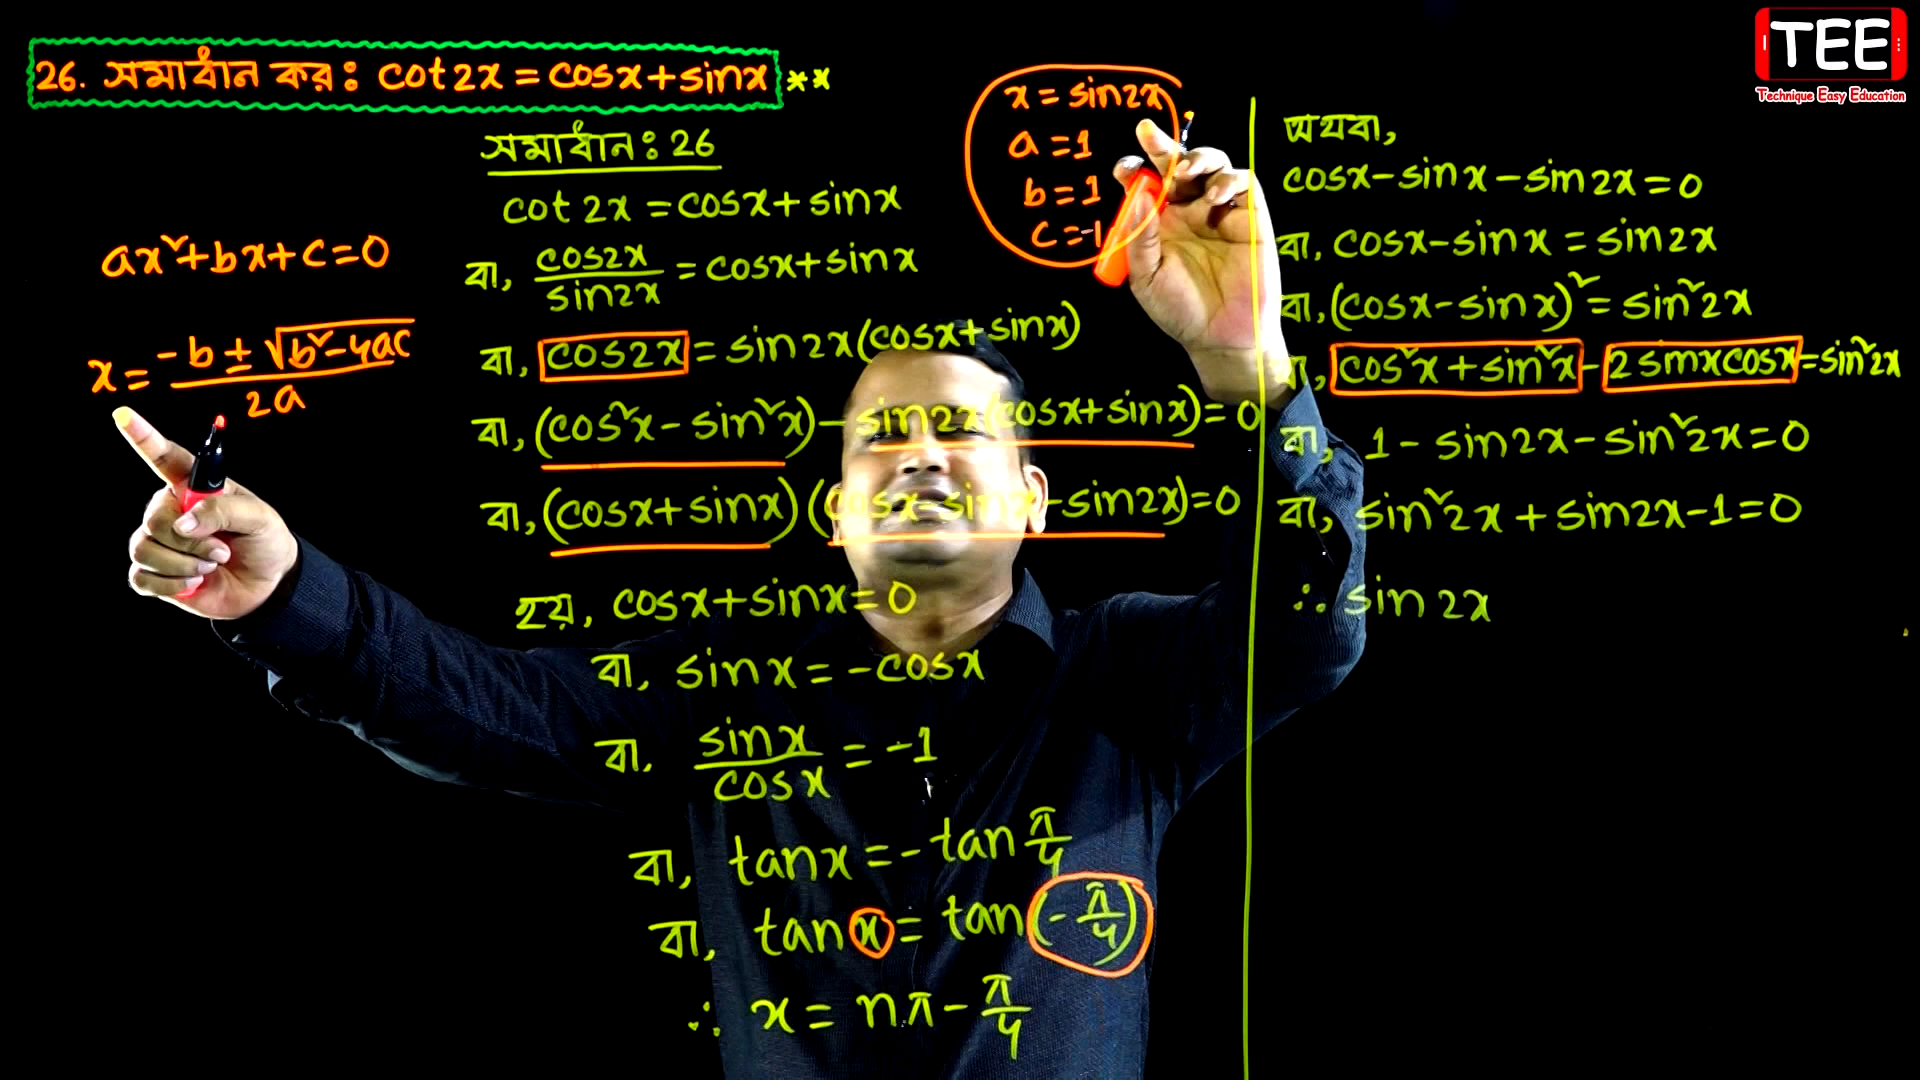 26. সমাধান কর: cot2x = cosx+sinx **
TEE
Technique Easy Education
সমাধান: 26
cot 2x = cosx + sinx
বা, cos2x/sin2x = cosx+sinx
বা, cos2x = sin2x(cosx+sinx)
বা, (cos²x - sin²x) - sin2x(cosx+sinx) = 0
বা, (cosx+sinx) (cosx-sinx-sin2x)=0
হয়, cosx+sinx=0
বা, sinx = -cosx
বা, sinx/cosx = -1
বা, tanx = -tan π/4
বা, tanx = tan(-π/4)
∴ x = nπ - π/4
ax²+bx+c=0
x = -b ± √b²-4ac / 2a
x = sin2x
a = 1
b = 1
c = -1
অথবা,
cosx-sinx-sin2x=0
বা, cosx-sinx = sin2x
বা, (cosx-sinx)² = sin²2x
বা, cos²x + sin²x - 2sinxcosx = sin²2x
বা, 1 - sin2x - sin²2x = 0
বা, sin²2x + sin2x-1=0
∴ sin 2x